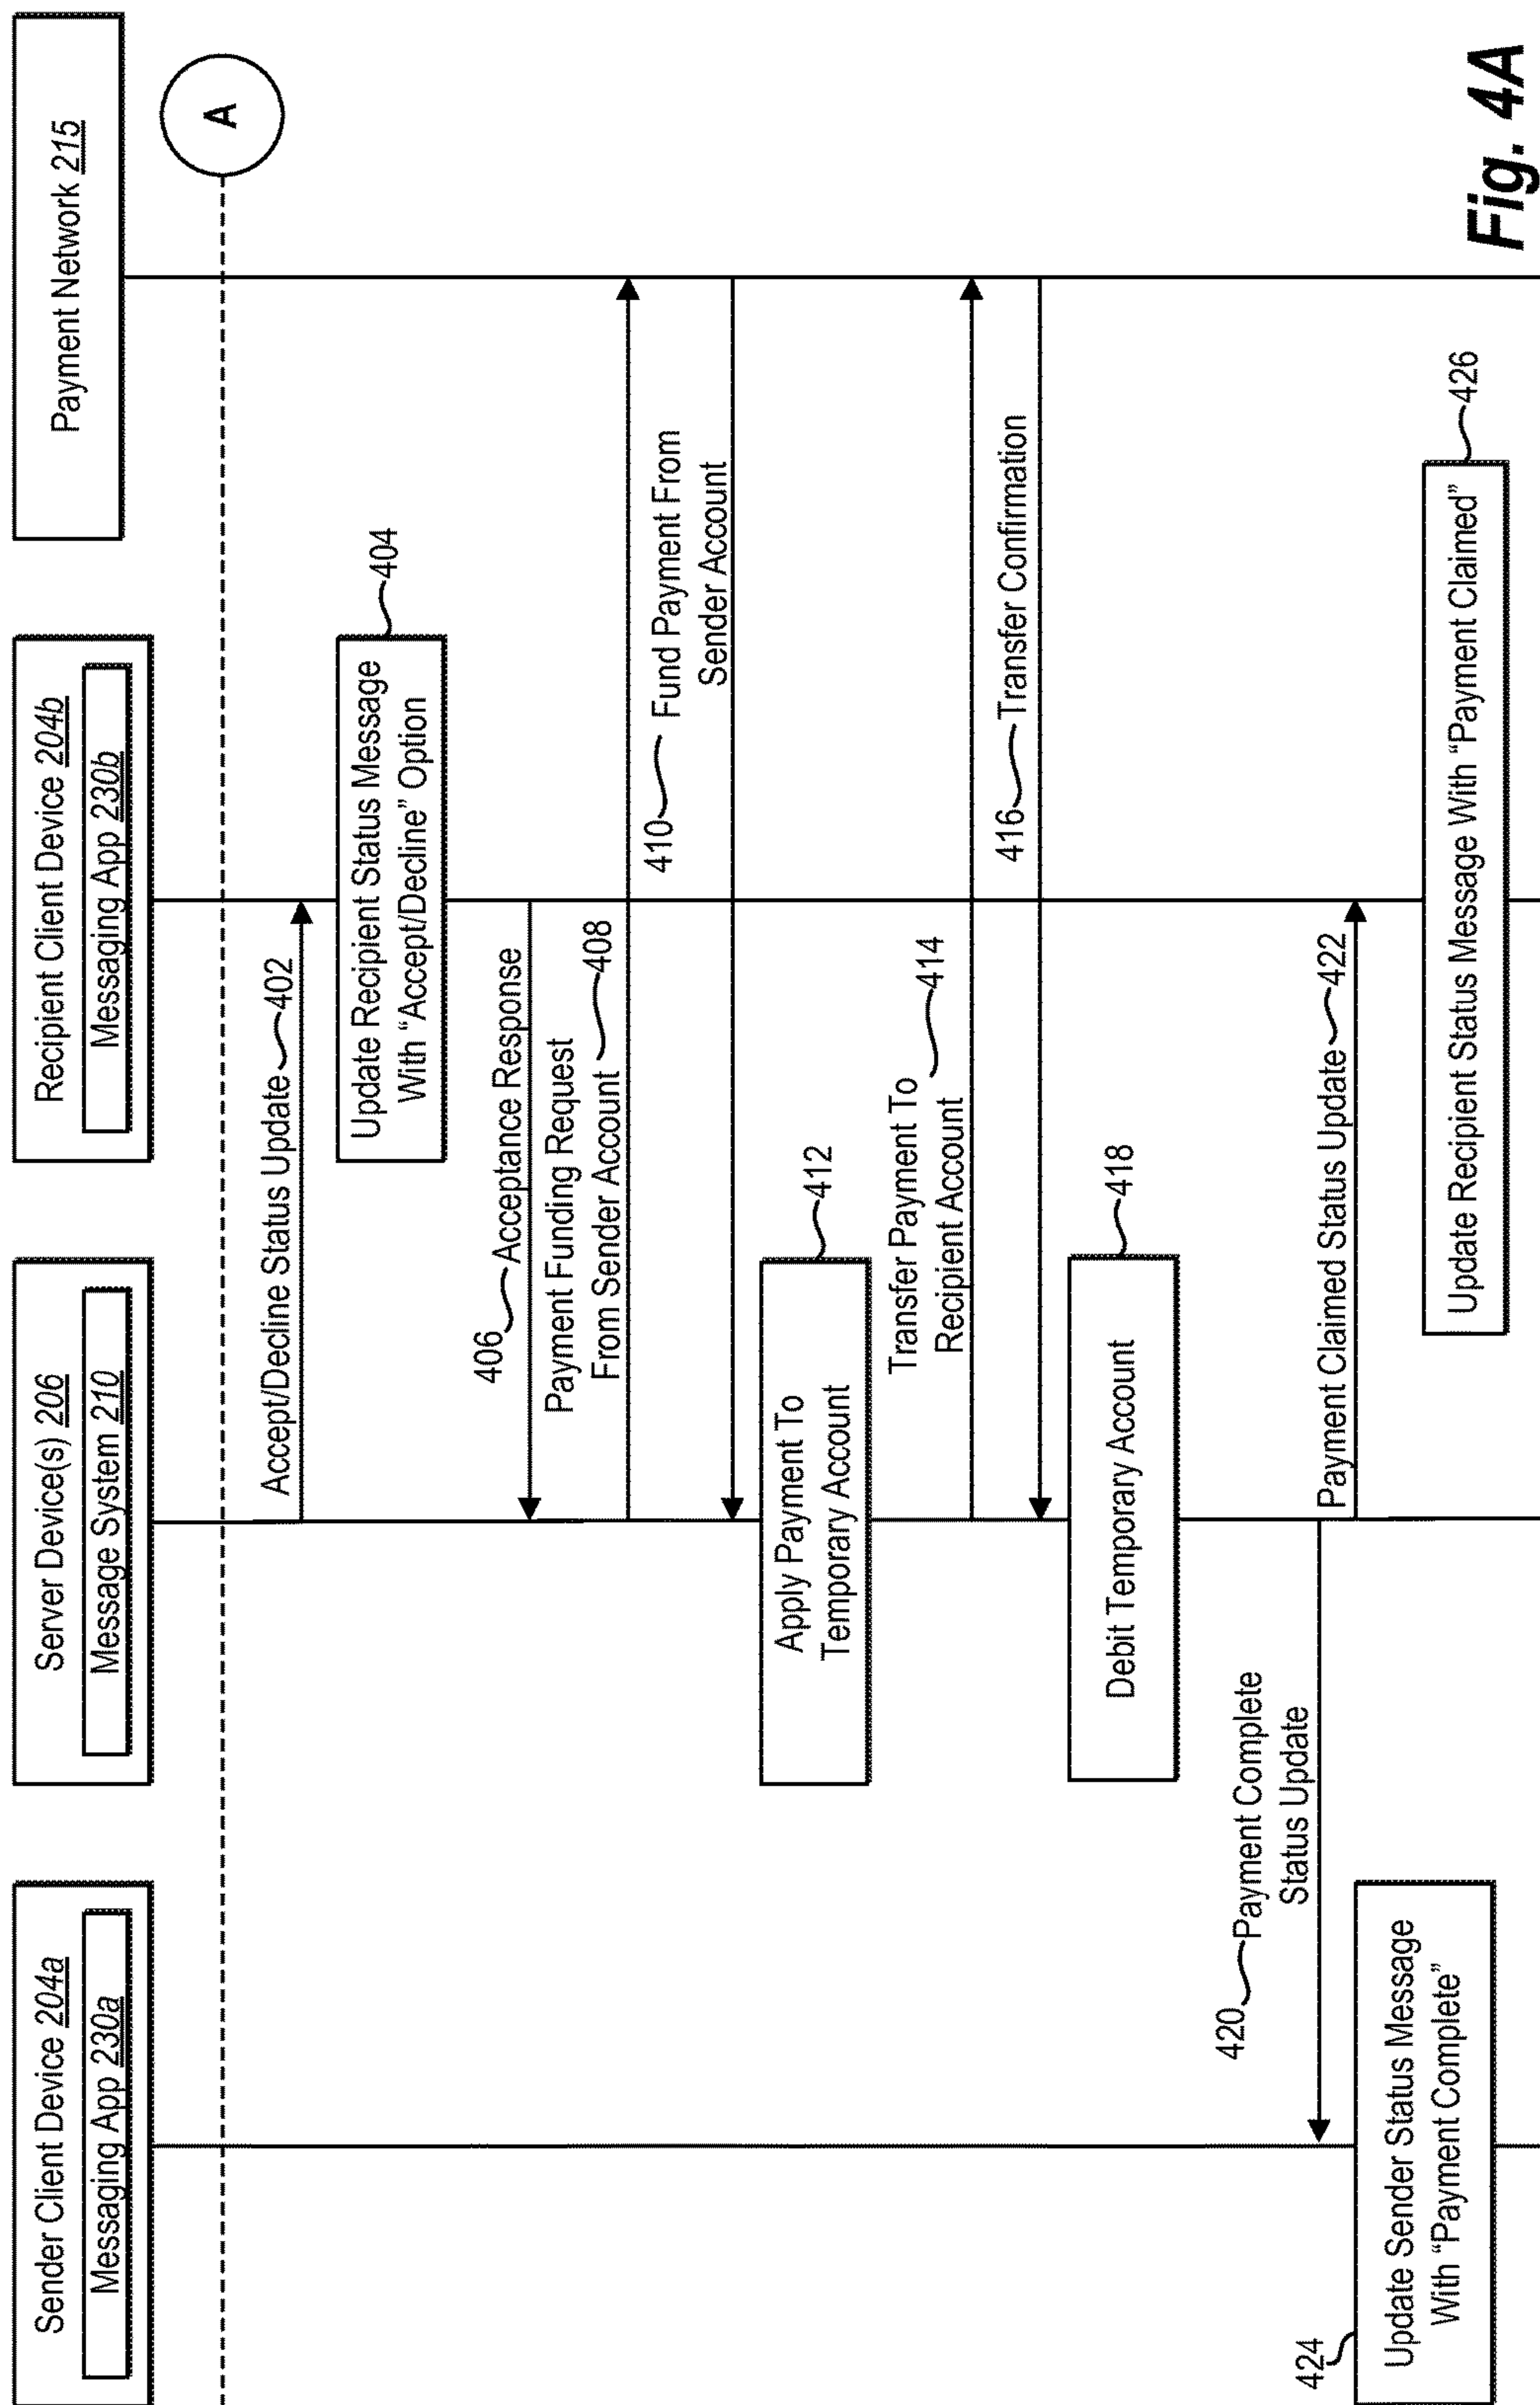 Sender Client Device 204a
Messaging App 230a
Server Device(s) 206
Message System 210
Recipient Client Device 204b
Messaging App 230b
Payment Network 215
A
Accept/Decline Status Update 402
Update Recipient Status Message
With “Accept/Decline” Option
404
406 Acceptance Response
Payment Funding Request
From Sender Account 408
410 Fund Payment From
Sender Account
Apply Payment To
Temporary Account
412
Transfer Payment To
Recipient Account 414
416 Transfer Confirmation
Debit Temporary Account
418
420 Payment Complete
Status Update
Payment Claimed Status Update 422
424
Update Sender Status Message
With “Payment Complete”
Update Recipient Status Message With “Payment Claimed”
426
Fig. 4A